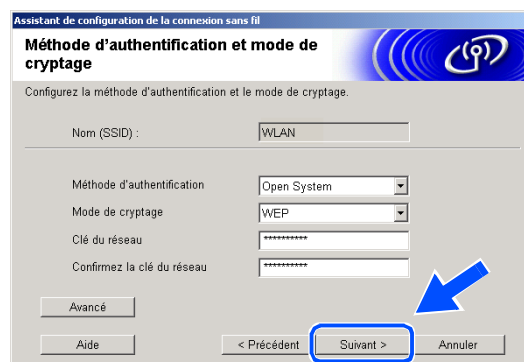 Assistant de configuration de la connexion sans fil
Méthode d'authentification et mode de
cryptage
Configurez la méthode d'authentification et le mode de cryptage.
Nom (SSID) : WLAN
Méthode d'authentification Open System
Mode de cryptage WEP
Clé du réseau **********
Confirmez la clé du réseau **********
Avancé
Aide < Précédent Suivant > Annuler